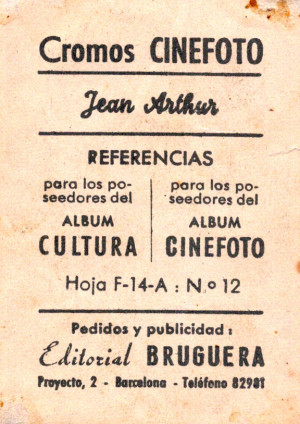 Cromos CINEFOTO
Jean Arthur
REFERENCIAS
para los po-
seedores del
ALBUM
CULTURA
para los po-
seedores del
ALBUM
CINEFOTO
Hoja F-14-A : N.o 12
Pedidos y publicidad :
Editorial BRUGUERA
Proyecto, 2 - Barcelona - Teléfono 82981